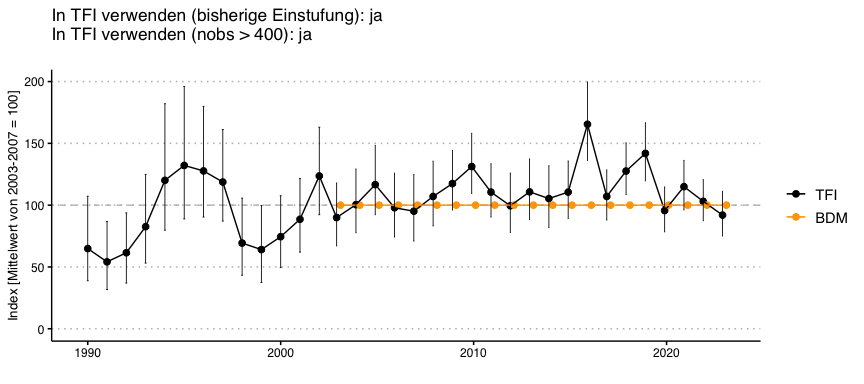 In TFI verwenden (bisherige Einstufung): ja
In TFI verwenden (nobs > 400): ja
Index [Mittelwert von 2003-2007 = 100]
200
150
100
50
0
1990
2000
2010
2020
TFI
BDM